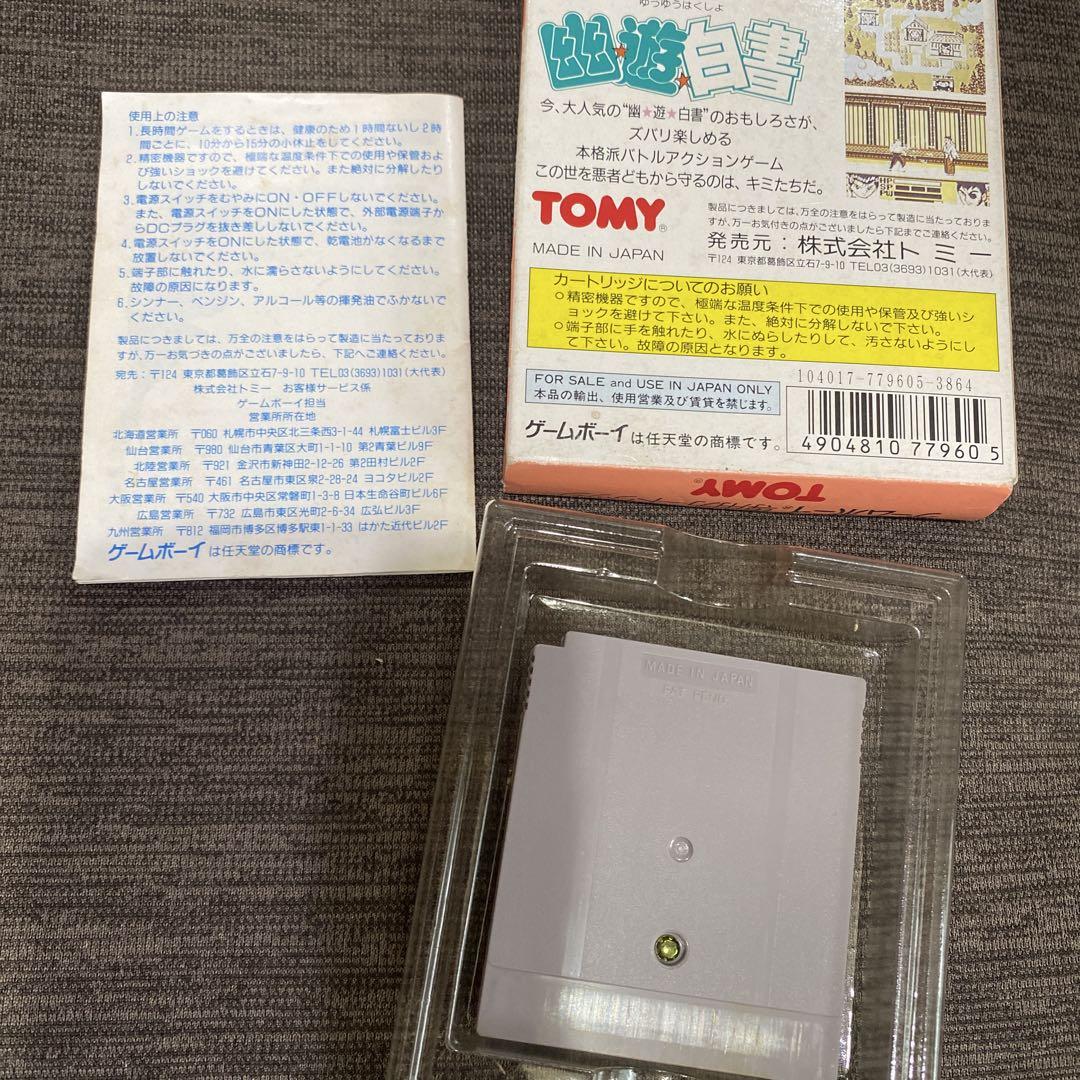 使用上の注意
1.長時間ゲームをするときは、健康のため1時間ないし2時
間ごとに、10分から15分の小休止をしてください。
2.精密機器ですので、極端な温度条件下での使用や保管およ
び強いショックを避けてください。また絶対に分解したり
しないでください。
3.電源スイッチをむやみにON・OFFしないでください。
また、電源スイッチをONにした状態で、外部電源端子か
らDCプラグを抜き差ししないでください。
4.電源スイッチをONにした状態で、乾電池がなくなるまで
放置しないでください。
5.端子部に触れたり、水に濡らさないようにしてください。
故障の原因になります。
6.シンナー、ベンジン、アルコール等の揮発油でふかないで
ください。
製品につきましては、万全の注意をはらって製造に当たっておりま
すが、万一お気づきの点がございましたら、下記へご連絡ください。
宛先：〒124 東京都葛飾区立石7-9-10 TEL03(3693)1031(大代表)
株式会社トミー お客様サービス係
ゲームボーイ担当
営業所所在地
北海道営業所 〒060 札幌市中央区北三条西3-1-44 札幌富士ビル3F
仙台営業所 〒980 仙台市青葉区大町1-1-10 第2青葉ビル9F
北陸営業所 〒921 金沢市新神田2-12-26 第2田村ビル2F
名古屋営業所 〒461 名古屋市東区泉2-28-24 ヨコタビル2F
大阪営業所 〒540 大阪市中央区常磐町1-3-8 日本生命谷町ビル6F
広島営業所 〒732 広島市東区光町2-6-34 広弘ビル3F
九州営業所 〒812 福岡市博多区博多駅東1-1-33 はかた近代ビル2F
ゲームボーイは任天堂の商標です。
ゆうゆうはくしょ
幽★遊★白書
今、大人気の"幽★遊★白書"のおもしろさが、
ズバリ楽しめる
本格派バトルアクションゲーム
この世を悪者どもから守るのは、キミたちだ。
TOMY®
MADE IN JAPAN
製品につきましては、万全の注意をはらって製造に当たっておりま
すが、万一お気付きの点がございましたら下記までご連絡ください。
発売元：株式会社トミー
〒124 東京都葛飾区立石7-9-10 TEL03(3693)1031(大代表)
カートリッジについてのお願い
○精密機器ですので、極端な温度条件下での使用や保管及び強いシ
ョックを避けて下さい。また、絶対に分解しないで下さい。
○端子部に手を触れたり、水にぬらしたりして、汚さないようにし
て下さい。故障の原因となります。
FOR SALE and USE IN JAPAN ONLY
本品の輸出、使用営業及び賃貸を禁じます。
ゲームボーイは任天堂の商標です。
104017-779605-3864
4904810779605
TOMY
MADE IN JAPAN